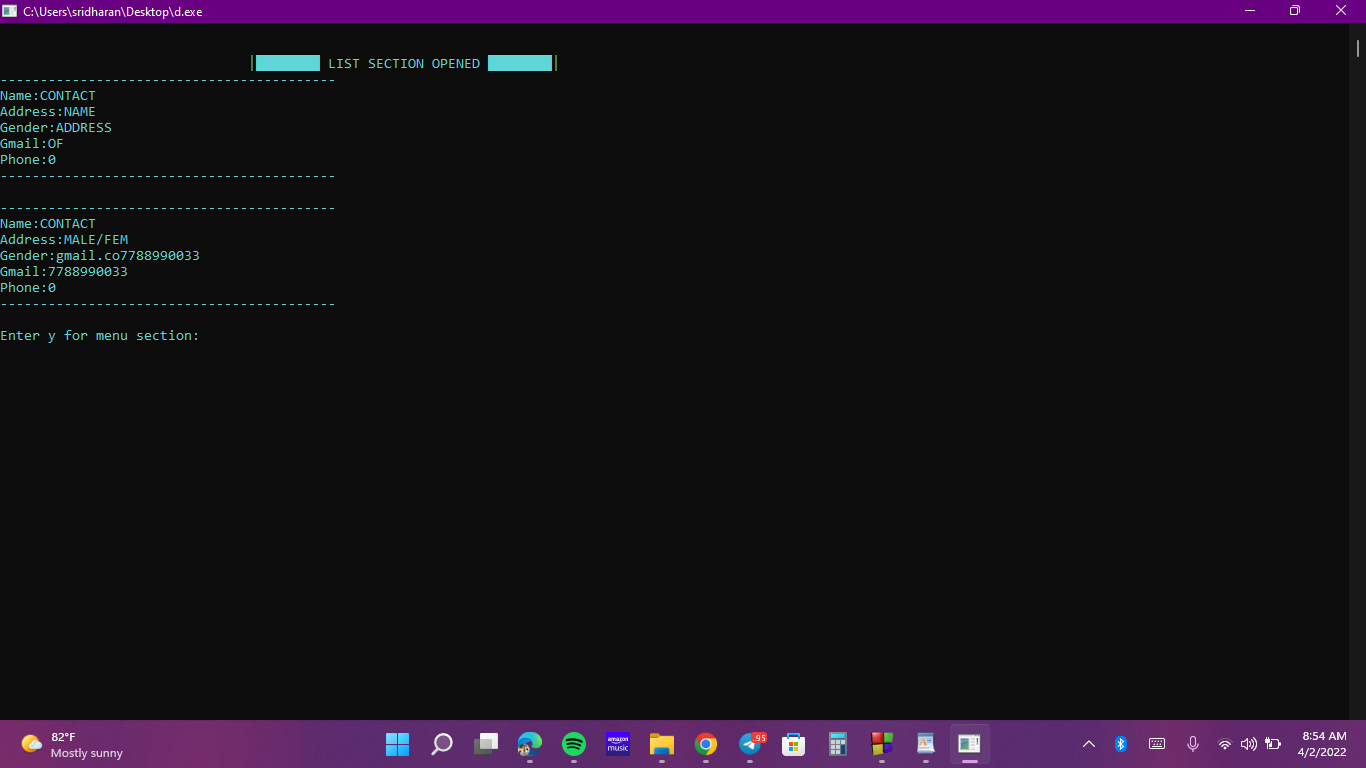 C:\Users\sridharan\Desktop\d.exe
LIST SECTION OPENED
------------------------------------------
Name:CONTACT
Address:NAME
Gender:ADDRESS
Gmail:OF
Phone:0
------------------------------------------
------------------------------------------
Name:CONTACT
Address:MALE/FEM
Gender:gmail.co7788990033
Gmail:7788990033
Phone:0
------------------------------------------
Enter y for menu section:
82°F
Mostly sunny
amazon
music
95
8:54 AM
4/2/2022